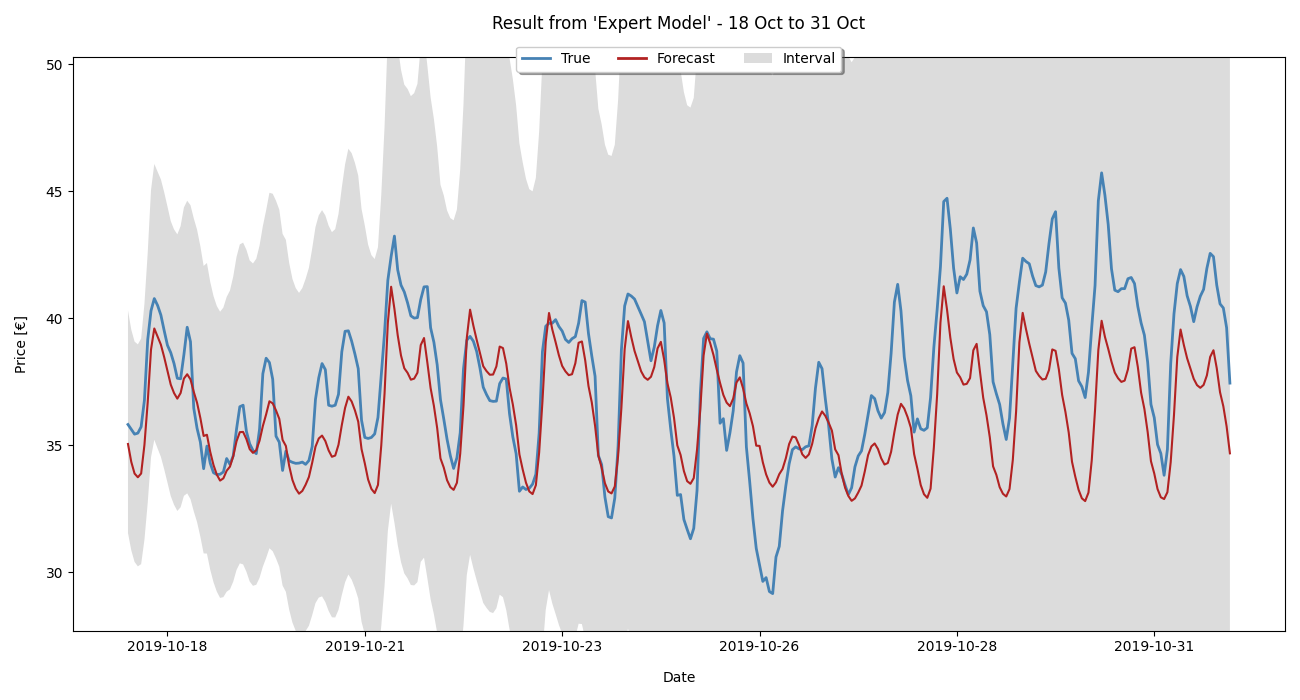 Result from 'Expert Model' - 18 Oct to 31 Oct
True Forecast Interval
50
45
40
35
30
Price [€]
2019-10-18 2019-10-21 2019-10-23 2019-10-26 2019-10-28 2019-10-31
Date